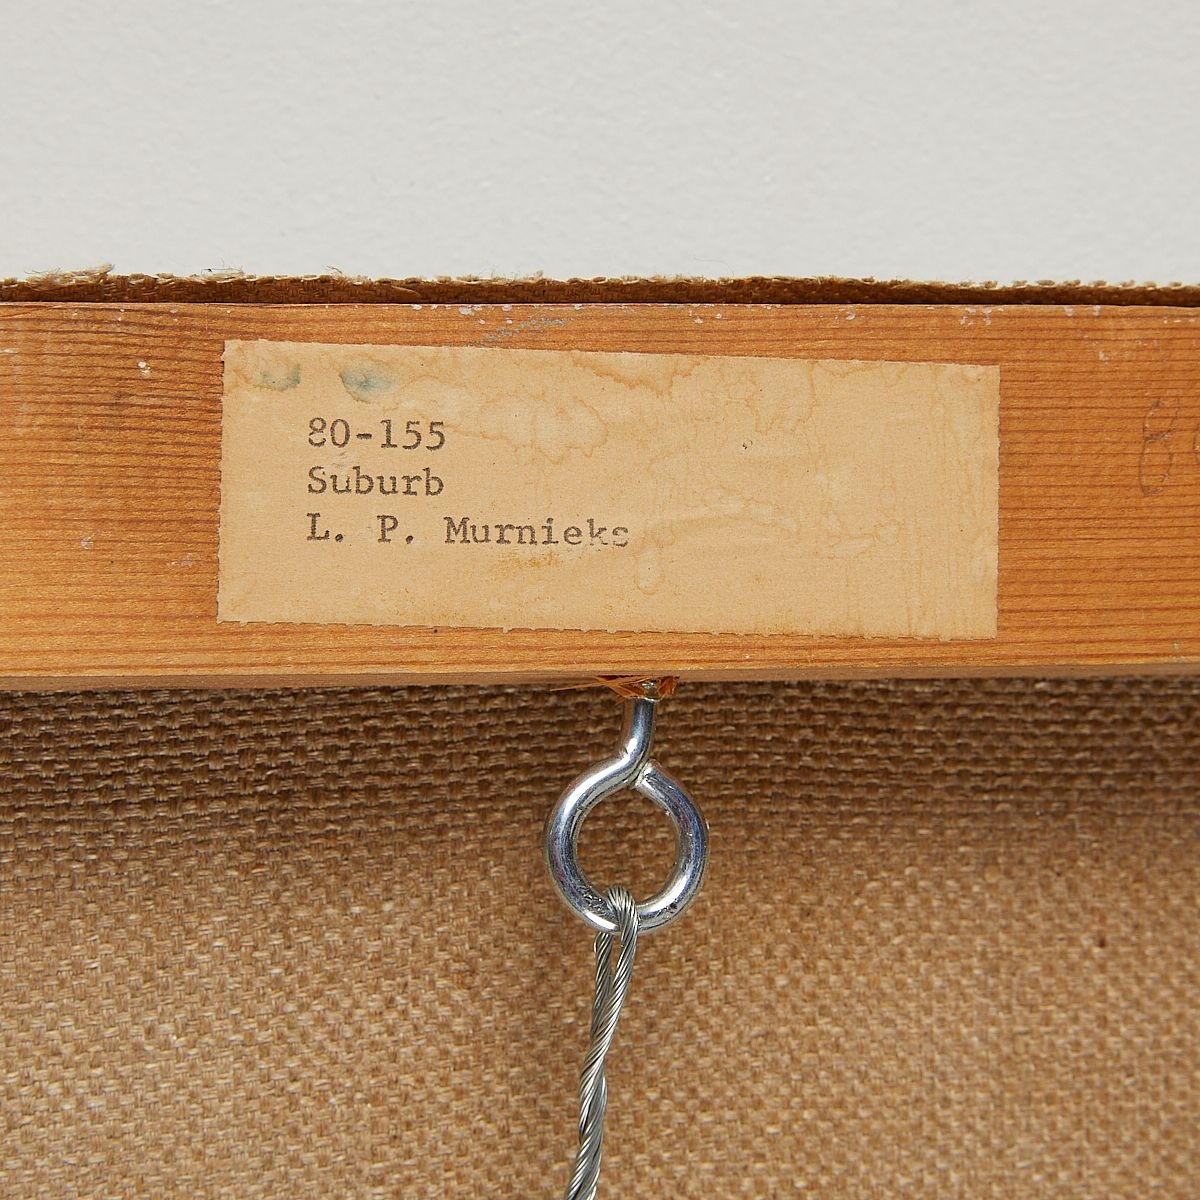 80-155
Suburb
L. P. Murnieks